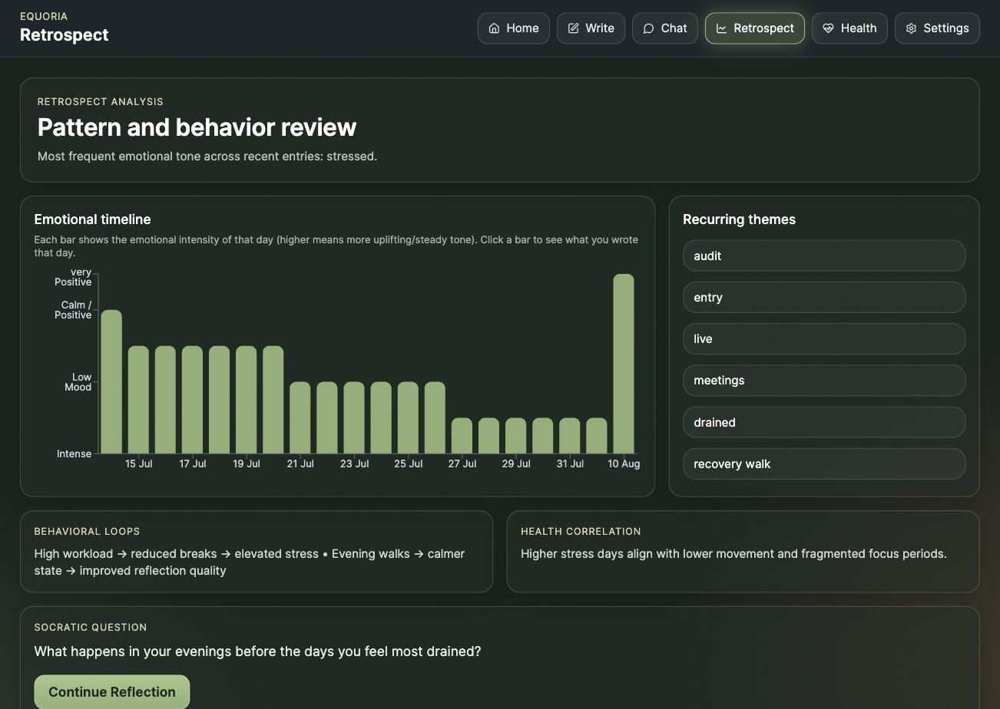 EQUORIA
Retrospect
Home
Write
Chat
Retrospect
Health
Settings
RETROSPECT ANALYSIS
Pattern and behavior review
Most frequent emotional tone across recent entries: stressed.
Emotional timeline
Each bar shows the emotional intensity of that day (higher means more uplifting/steady tone). Click a bar to see what you wrote
that day.
very
Positive
Calm /
Positive
Low
Mood
Intense
15 Jul
17 Jul
19 Jul
21 Jul
23 Jul
25 Jul
27 Jul
29 Jul
31 Jul
10 Aug
Recurring themes
audit
entry
live
meetings
drained
recovery walk
BEHAVIORAL LOOPS
High workload → reduced breaks → elevated stress • Evening walks → calmer
state → improved reflection quality
HEALTH CORRELATION
Higher stress days align with lower movement and fragmented focus periods.
SOCRATIC QUESTION
What happens in your evenings before the days you feel most drained?
Continue Reflection